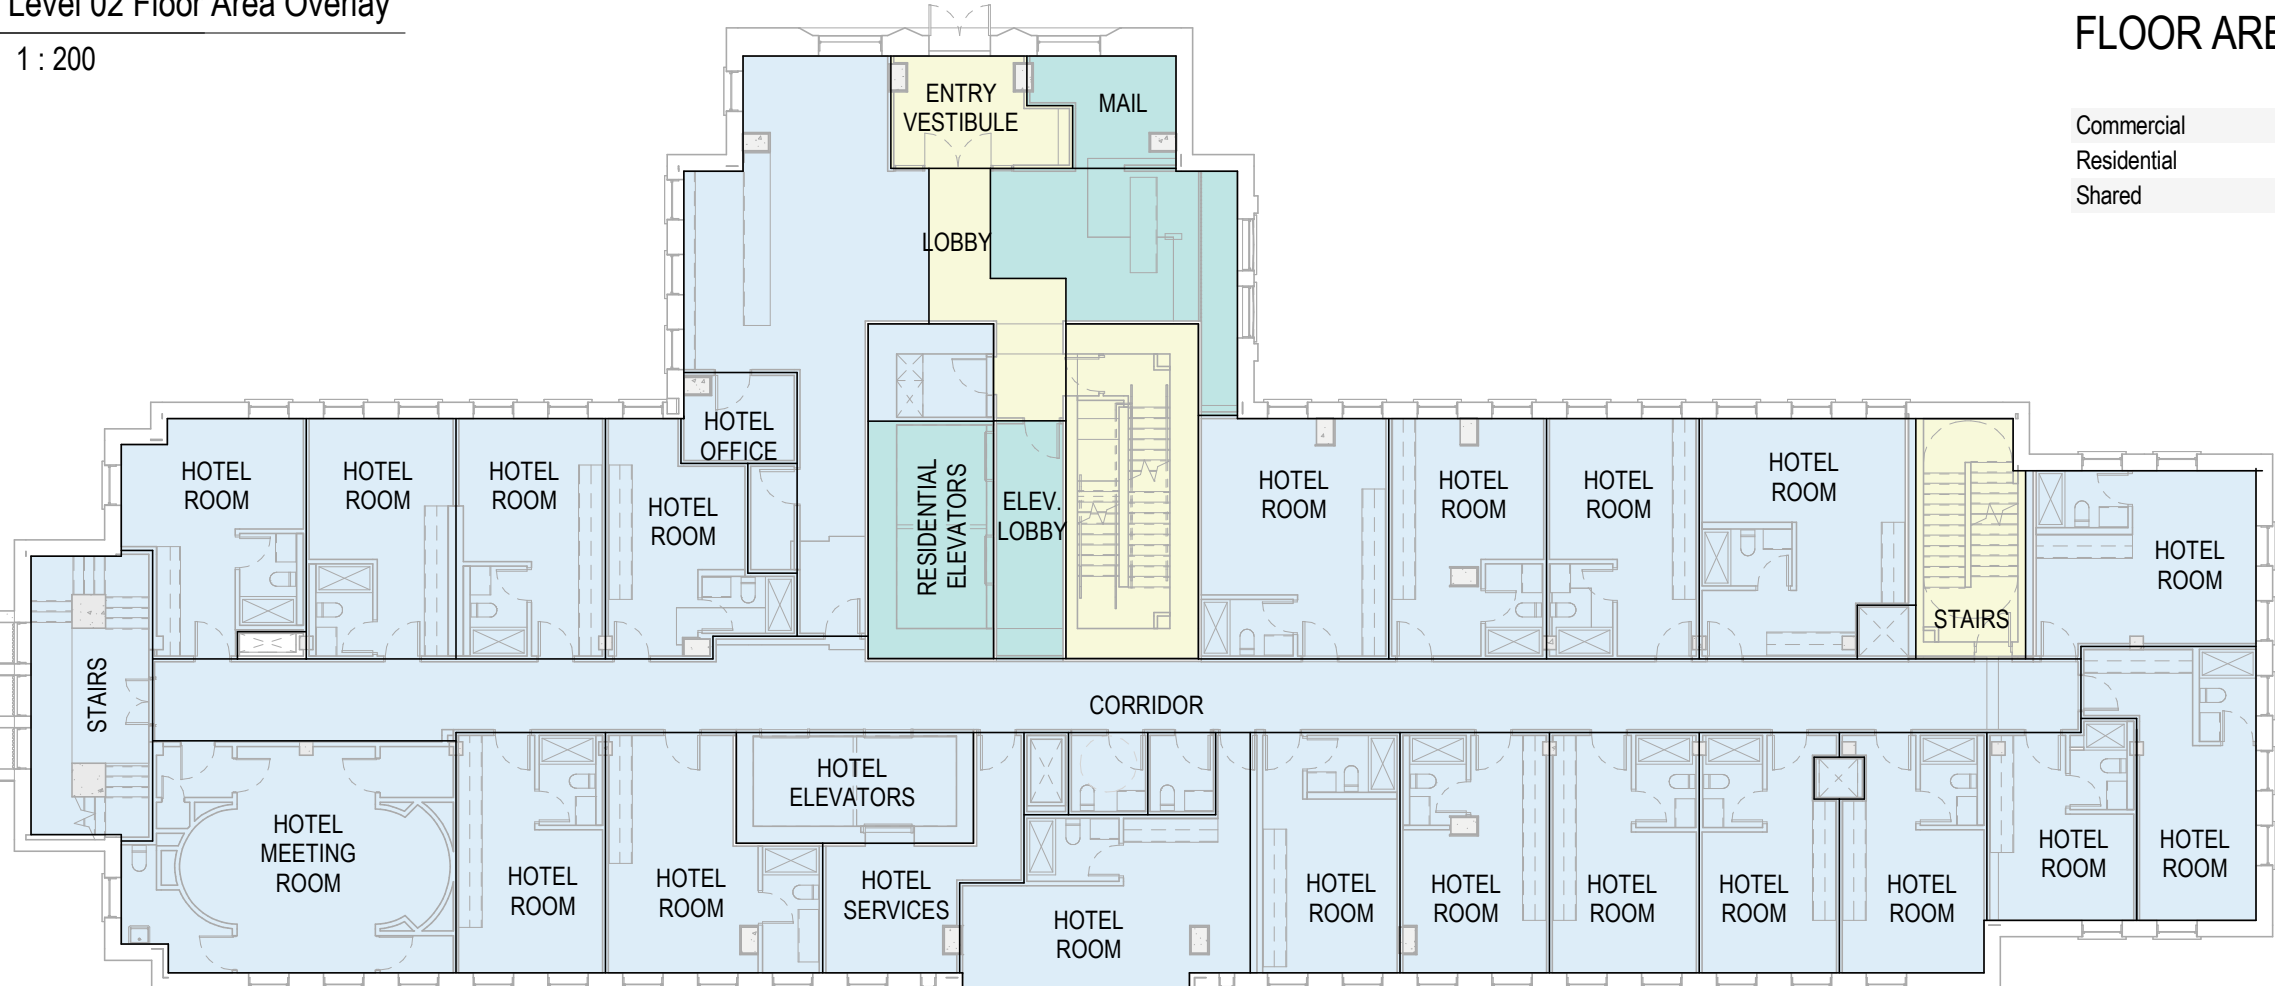 Level 02 Floor Area Overlay
1 : 200
FLOOR ARE
Commercial
Residential
Shared
ENTRY
VESTIBULE
MAIL
LOBBY
HOTEL
OFFICE
HOTEL
ROOM
HOTEL
ROOM
HOTEL
ROOM
HOTEL
ROOM
RESIDENTIAL
ELEVATORS
ELEV.
LOBBY
HOTEL
ROOM
HOTEL
ROOM
HOTEL
ROOM
HOTEL
ROOM
STAIRS
HOTEL
ROOM
STAIRS
CORRIDOR
HOTEL
MEETING
ROOM
HOTEL
ROOM
HOTEL
ROOM
HOTEL
ELEVATORS
HOTEL
SERVICES
HOTEL
ROOM
HOTEL
ROOM
HOTEL
ROOM
HOTEL
ROOM
HOTEL
ROOM
HOTEL
ROOM
HOTEL
ROOM
HOTEL
ROOM